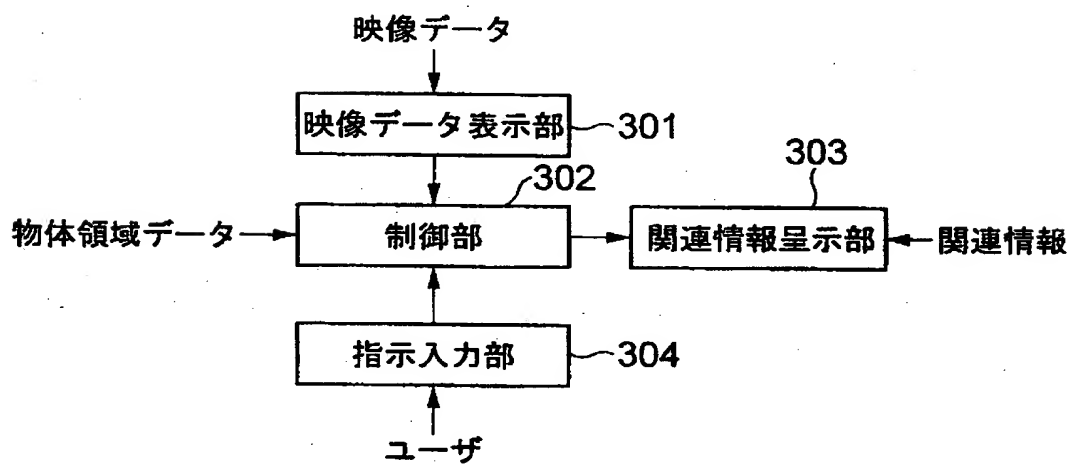 映像データ
映像データ表示部
301
303
302
物体領域データ
制御部
関連情報呈示部
関連情報
指示入力部
304
ユーザ